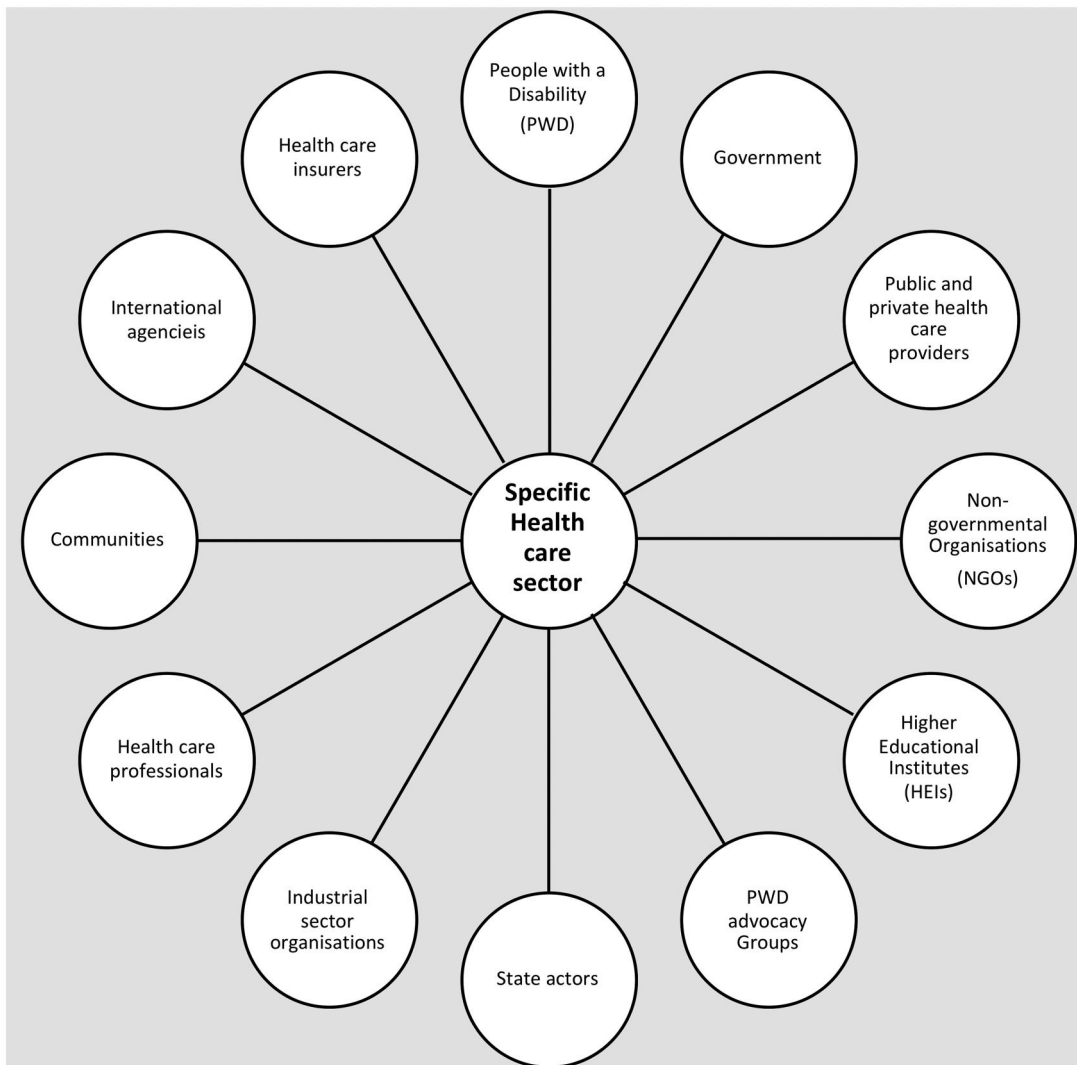 People with a
Disability
(PWD)
Government
Public and
private health
care
providers
Non-
governmental
Organisations
(NGOs)
Higher
Educational
Institutes
(HEIs)
PWD
advocacy
Groups
State actors
Industrial
sector
organisations
Health care
professionals
Communities
International
agencieis
Health care
insurers
Specific
Health
care
sector